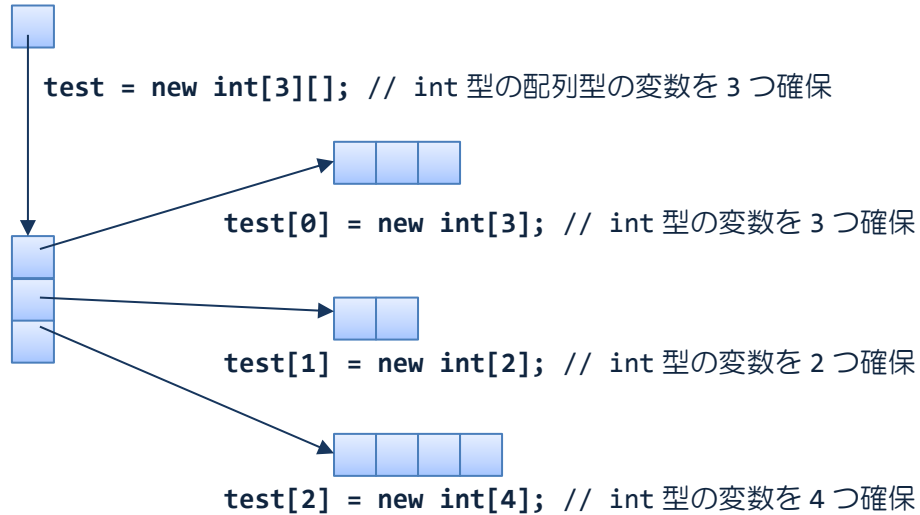 test = new int[3][]; // int 型の配列型の変数を 3 つ確保
test[0] = new int[3]; // int 型の変数を 3 つ確保
test[1] = new int[2]; // int 型の変数を 2 つ確保
test[2] = new int[4]; // int 型の変数を 4 つ確保